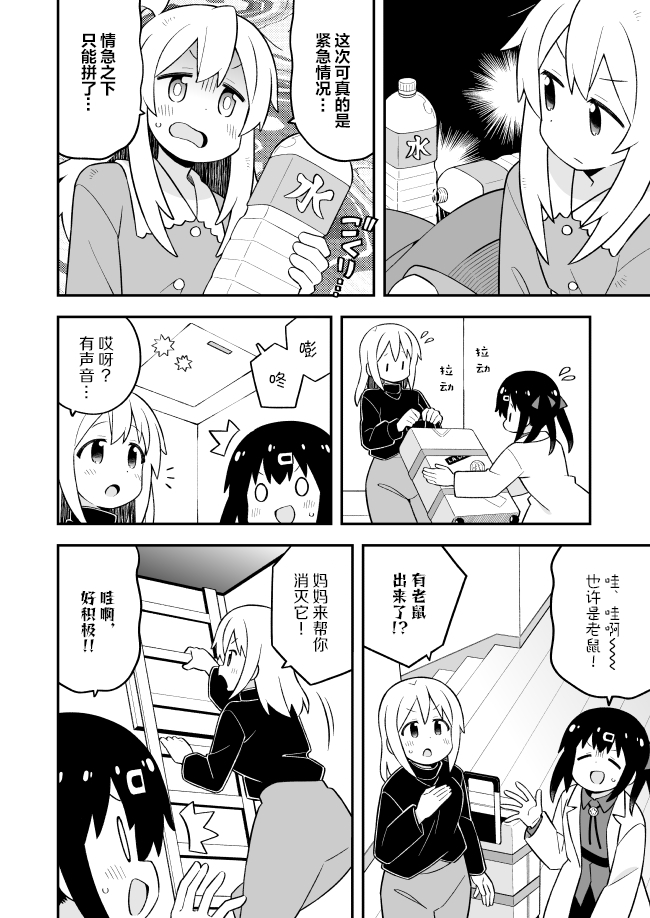 水
这次可真的是
紧急情况…
情急之下
只能拼了…
水
拉动
拉动
嘭
咚
哎呀？
有声音…
哇、哇啊～～～
也许是老鼠！
有老鼠
出来了!?
妈妈来帮你
消灭它！
哇啊，
好积极!!